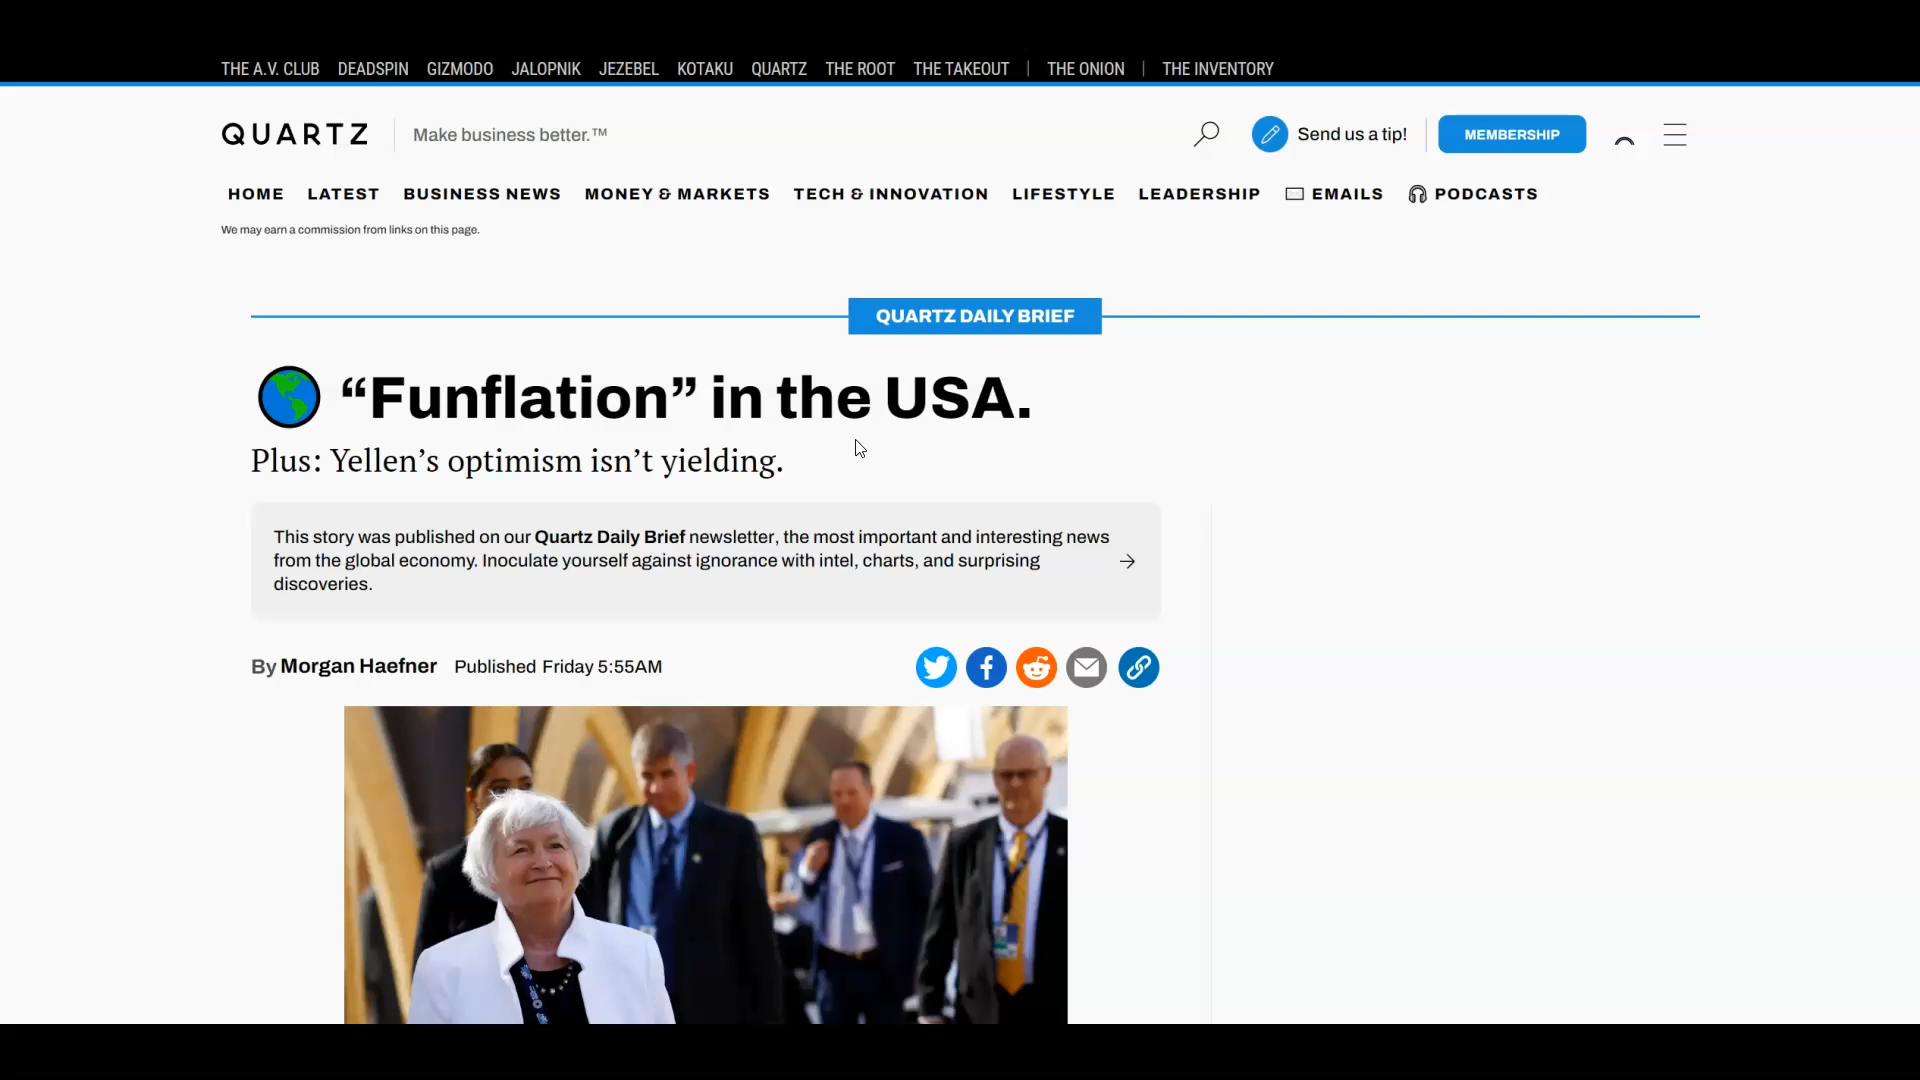 THE A.V. CLUB DEADSPIN GIZMODO JALOPNIK JEZEBEL KOTAKU QUARTZ THE ROOT THE TAKEOUT | THE ONION | THE INVENTORY
QUARTZ Make business better.™ Send us a tip! MEMBERSHIP
HOME LATEST BUSINESS NEWS MONEY & MARKETS TECH & INNOVATION LIFESTYLE LEADERSHIP EMAILS PODCASTS
We may earn a commission from links on this page.
QUARTZ DAILY BRIEF
“Funflation” in the USA.
Plus: Yellen’s optimism isn’t yielding.
This story was published on our Quartz Daily Brief newsletter, the most important and interesting news
from the global economy. Inoculate yourself against ignorance with intel, charts, and surprising
discoveries.
By Morgan Haefner Published Friday 5:55AM